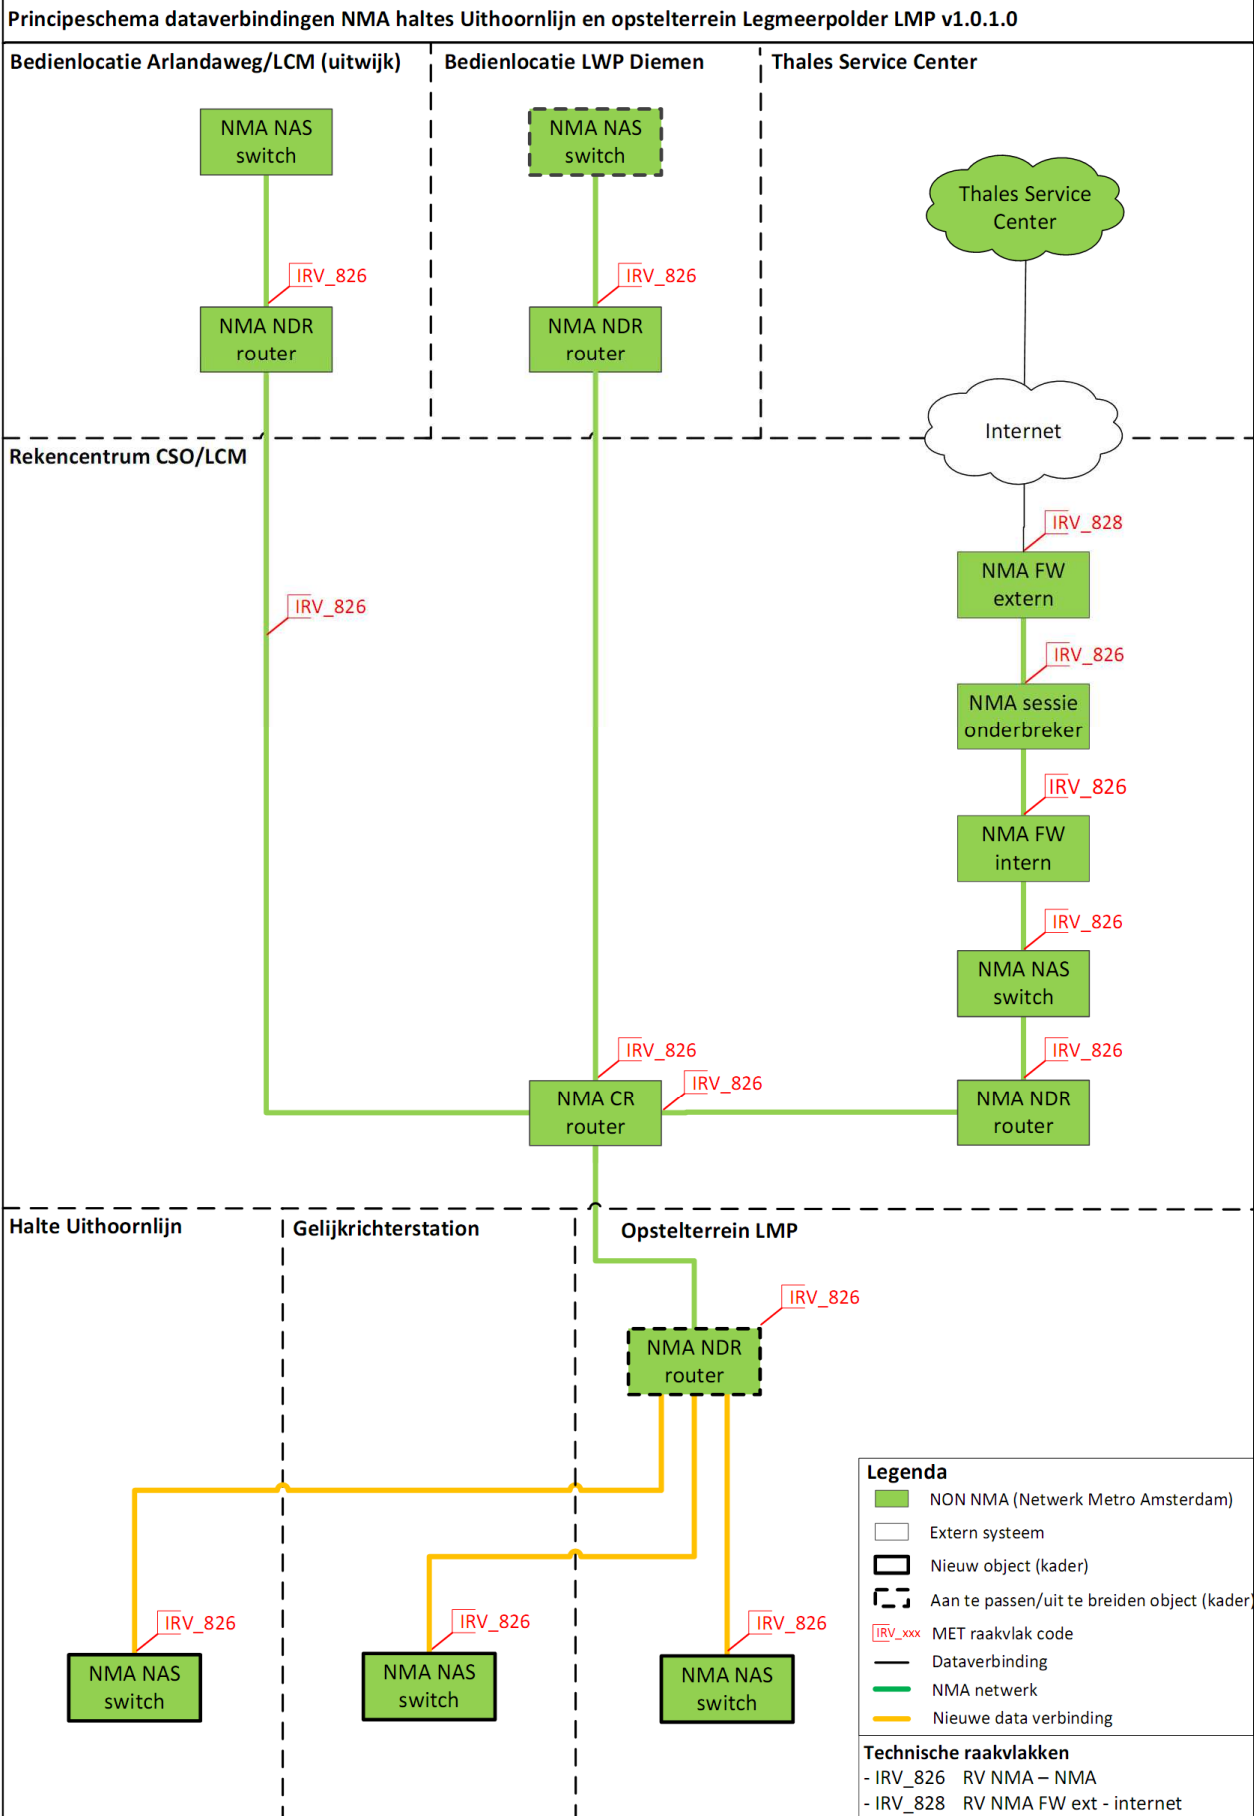 Principeschema dataverbindingen NMA haltes Uithoornlijn en opstelterrein Legmeerpolder LMP v1.0.1.0
Bedienlocatie Arlandaweg/LCM (uitwijk)
Bedienlocatie LWP Diemen
Thales Service Center
NMA NAS
switch
NMA NAS
switch
Thales Service
Center
IRV_826
IRV_826
NMA NDR
router
NMA NDR
router
Internet
Rekencentrum CSO/LCM
IRV_828
NMA FW
extern
IRV_826
IRV_826
NMA sessie
onderbreker
IRV_826
NMA FW
intern
IRV_826
NMA NAS
switch
IRV_826
IRV_826
IRV_826
NMA CR
router
NMA NDR
router
Halte Uithoornlijn
Gelijkrichterstation
Opstelterrein LMP
IRV_826
NMA NDR
router
IRV_826
IRV_826
IRV_826
NMA NAS
switch
NMA NAS
switch
NMA NAS
switch
Legenda
NON NMA (Netwerk Metro Amsterdam)
Extern systeem
Nieuw object (kader)
Aan te passen/uit te breiden object (kader)
IRV_xxx MET raakvlak code
Dataverbinding
NMA netwerk
Nieuwe data verbinding
Technische raakvlakken
- IRV_826 RV NMA – NMA
- IRV_828 RV NMA FW ext - internet